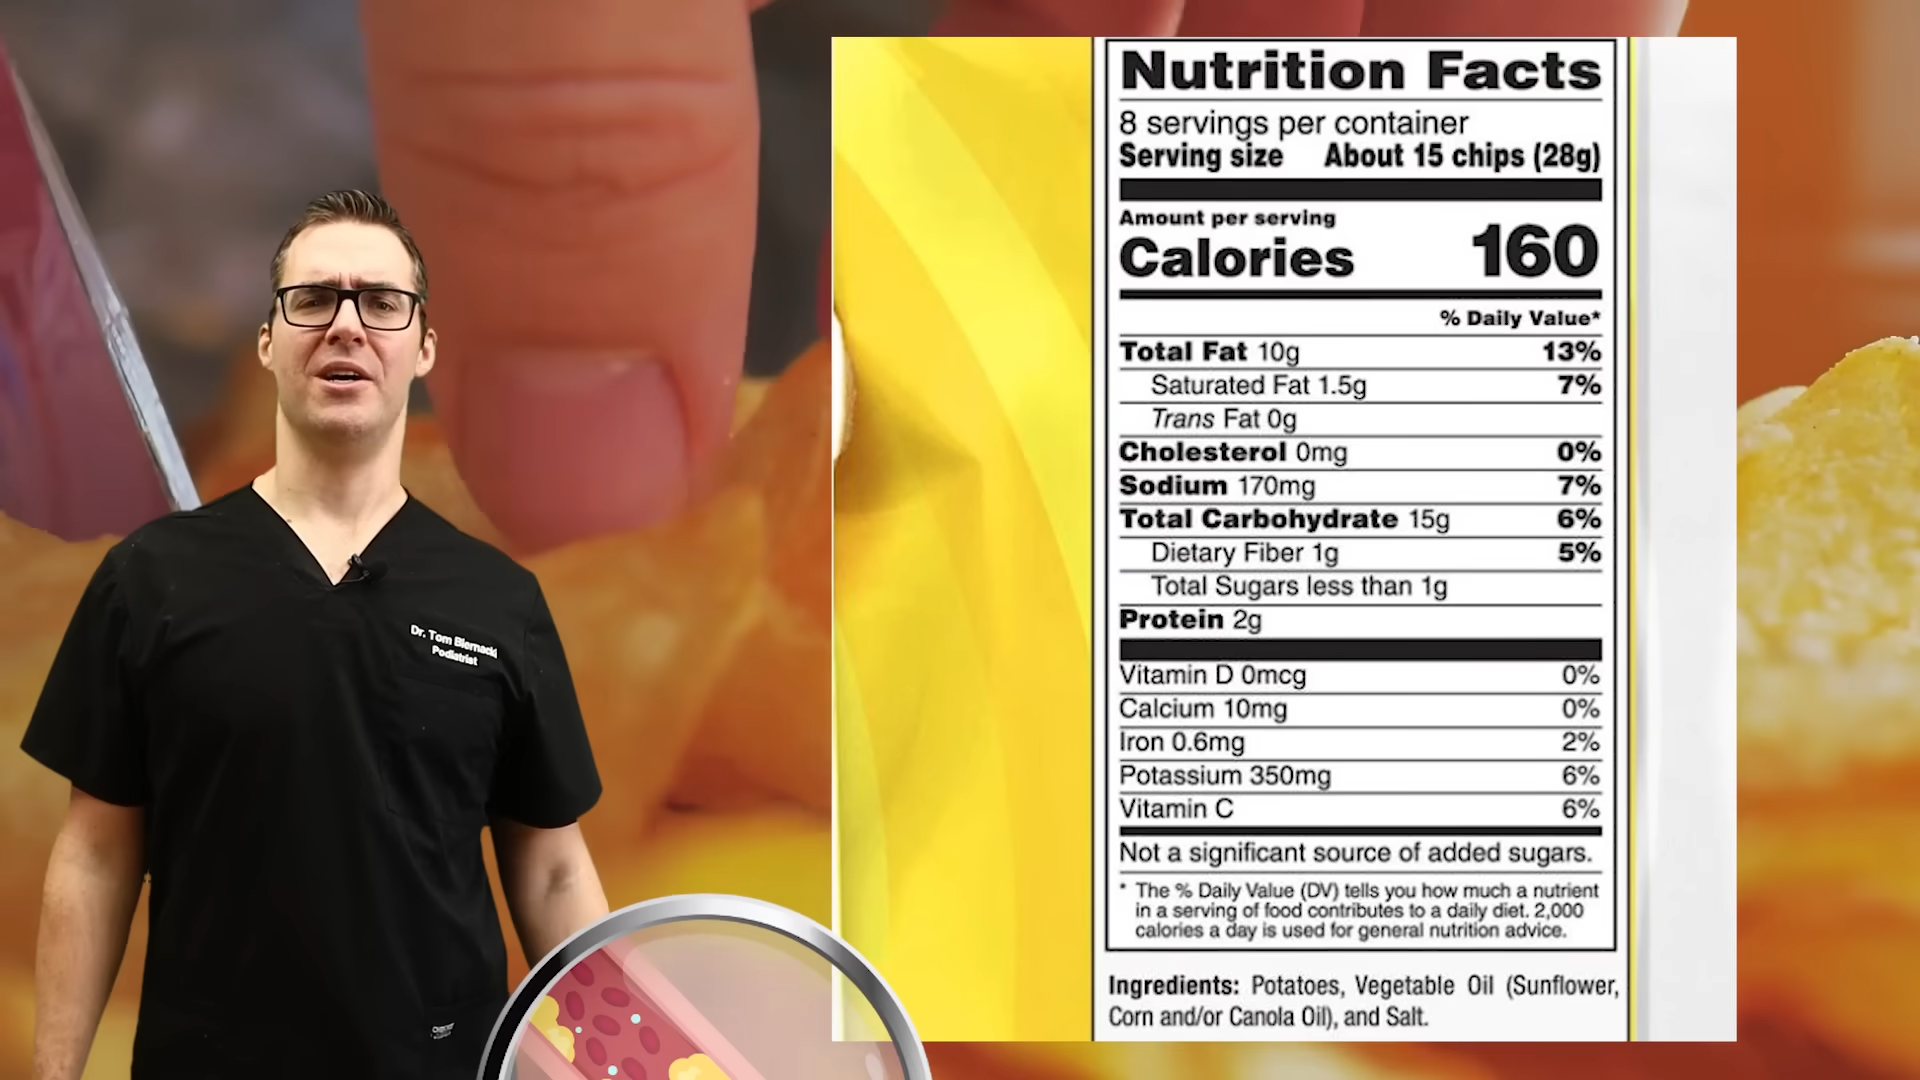 Dr. Tom Biernacki
Podiatrist
Nutrition Facts
8 servings per container
Serving size About 15 chips (28g)
Amount per serving
Calories 160
% Daily Value*
Total Fat 10g 13%
Saturated Fat 1.5g 7%
Trans Fat 0g
Cholesterol 0mg 0%
Sodium 170mg 7%
Total Carbohydrate 15g 6%
Dietary Fiber 1g 5%
Total Sugars less than 1g
Protein 2g
Vitamin D 0mcg 0%
Calcium 10mg 0%
Iron 0.6mg 2%
Potassium 350mg 6%
Vitamin C 6%
Not a significant source of added sugars.
* The % Daily Value (DV) tells you how much a nutrient
in a serving of food contributes to a daily diet. 2,000
calories a day is used for general nutrition advice.
Ingredients: Potatoes, Vegetable Oil (Sunflower,
Corn and/or Canola Oil), and Salt.